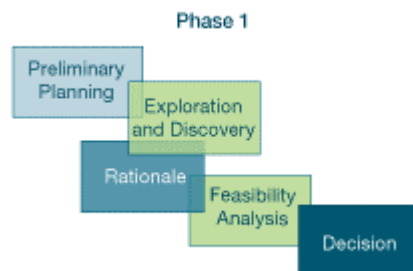 Phase 1
Preliminary
Planning
Exploration
and Discovery
Rationale
Feasibility
Analysis
Decision